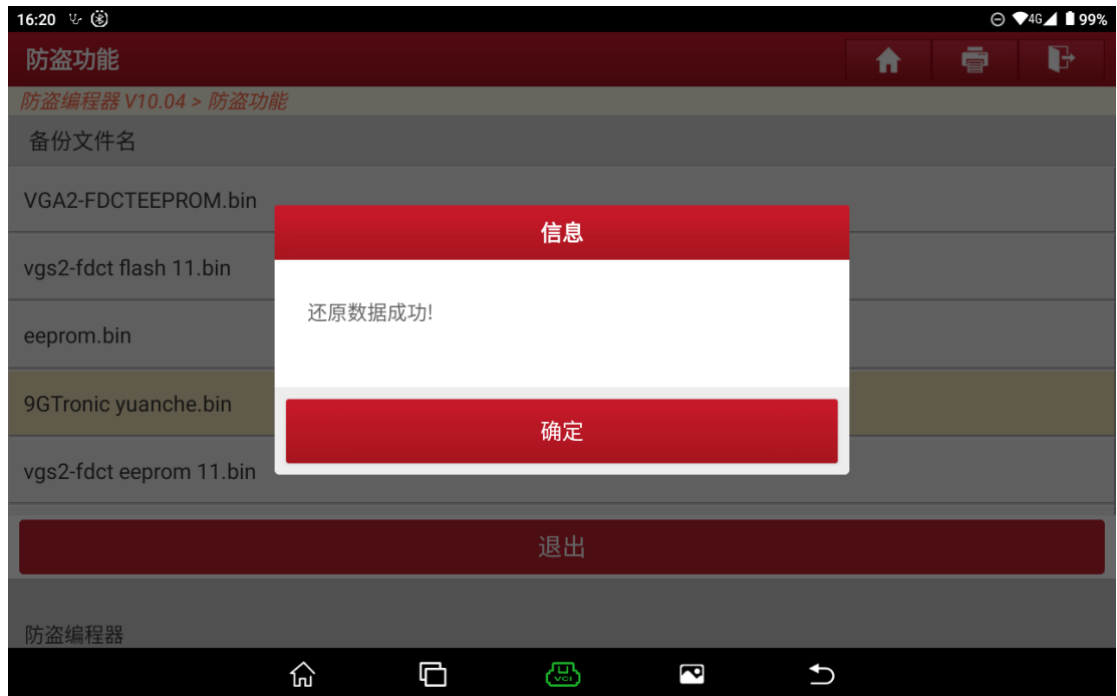 16:20
4G 99%
防盗功能
防盗编程器 V10.04 > 防盗功能
备份文件名
VGA2-FDCTEEPROM.bin
信息
vgs2-fdct flash 11.bin
还原数据成功!
eeprom.bin
9GTronic yuanche.bin
确定
vgs2-fdct eeprom 11.bin
退出
防盗编程器
VCI